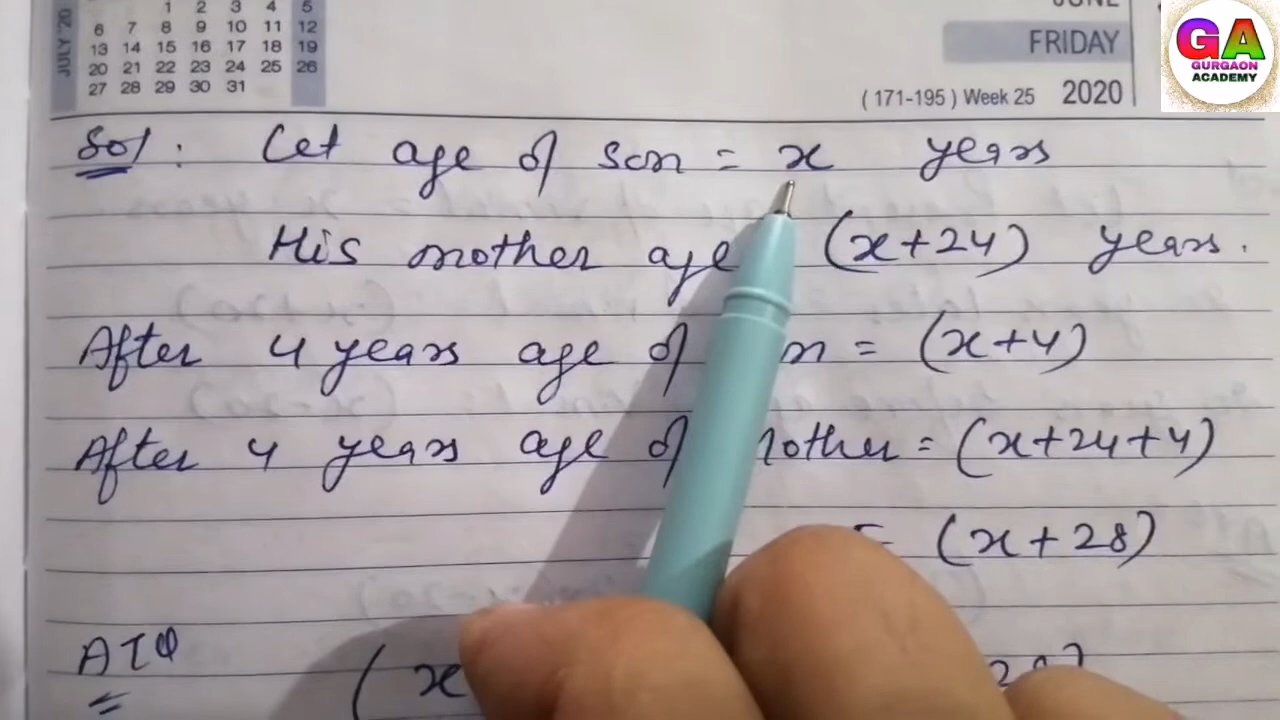 JULY '20
1 2 3 4 5
6 7 8 9 10 11 12
13 14 15 16 17 18 19
20 21 22 23 24 25 26
27 28 29 30 31
JUNE
FRIDAY
(171-195) Week 25 2020
GA
GURGAON
ACADEMY
Sol: Let age of son = x years
His mother age (x+24) years.
After 4 years age of = (x+4)
After 4 years age of mother = (x+24+4)
= (x+28)
ATQ
(x